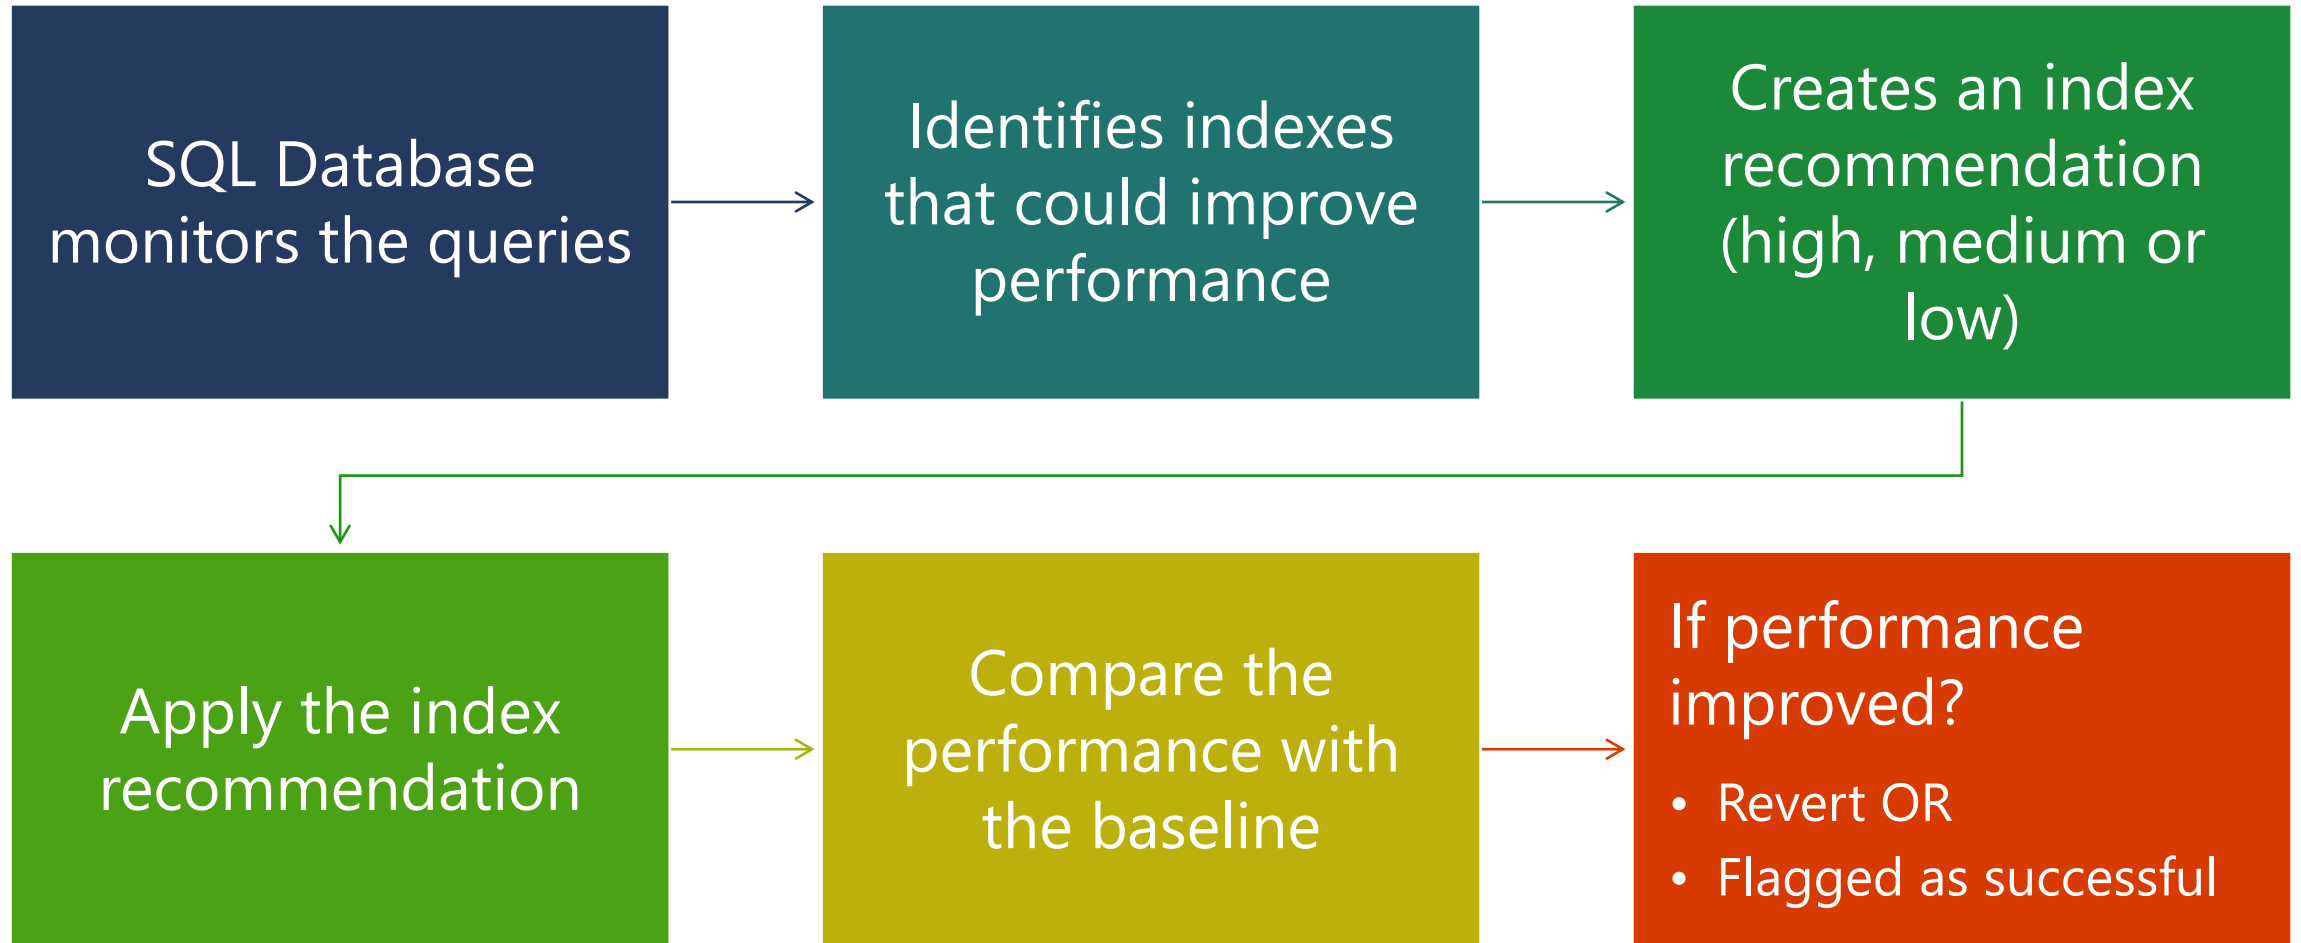 SQL Database
monitors the queries
Identifies indexes
that could improve
performance
Creates an index
recommendation
(high, medium or
low)
Apply the index
recommendation
Compare the
performance with
the baseline
If performance
improved?
• Revert OR
• Flagged as successful